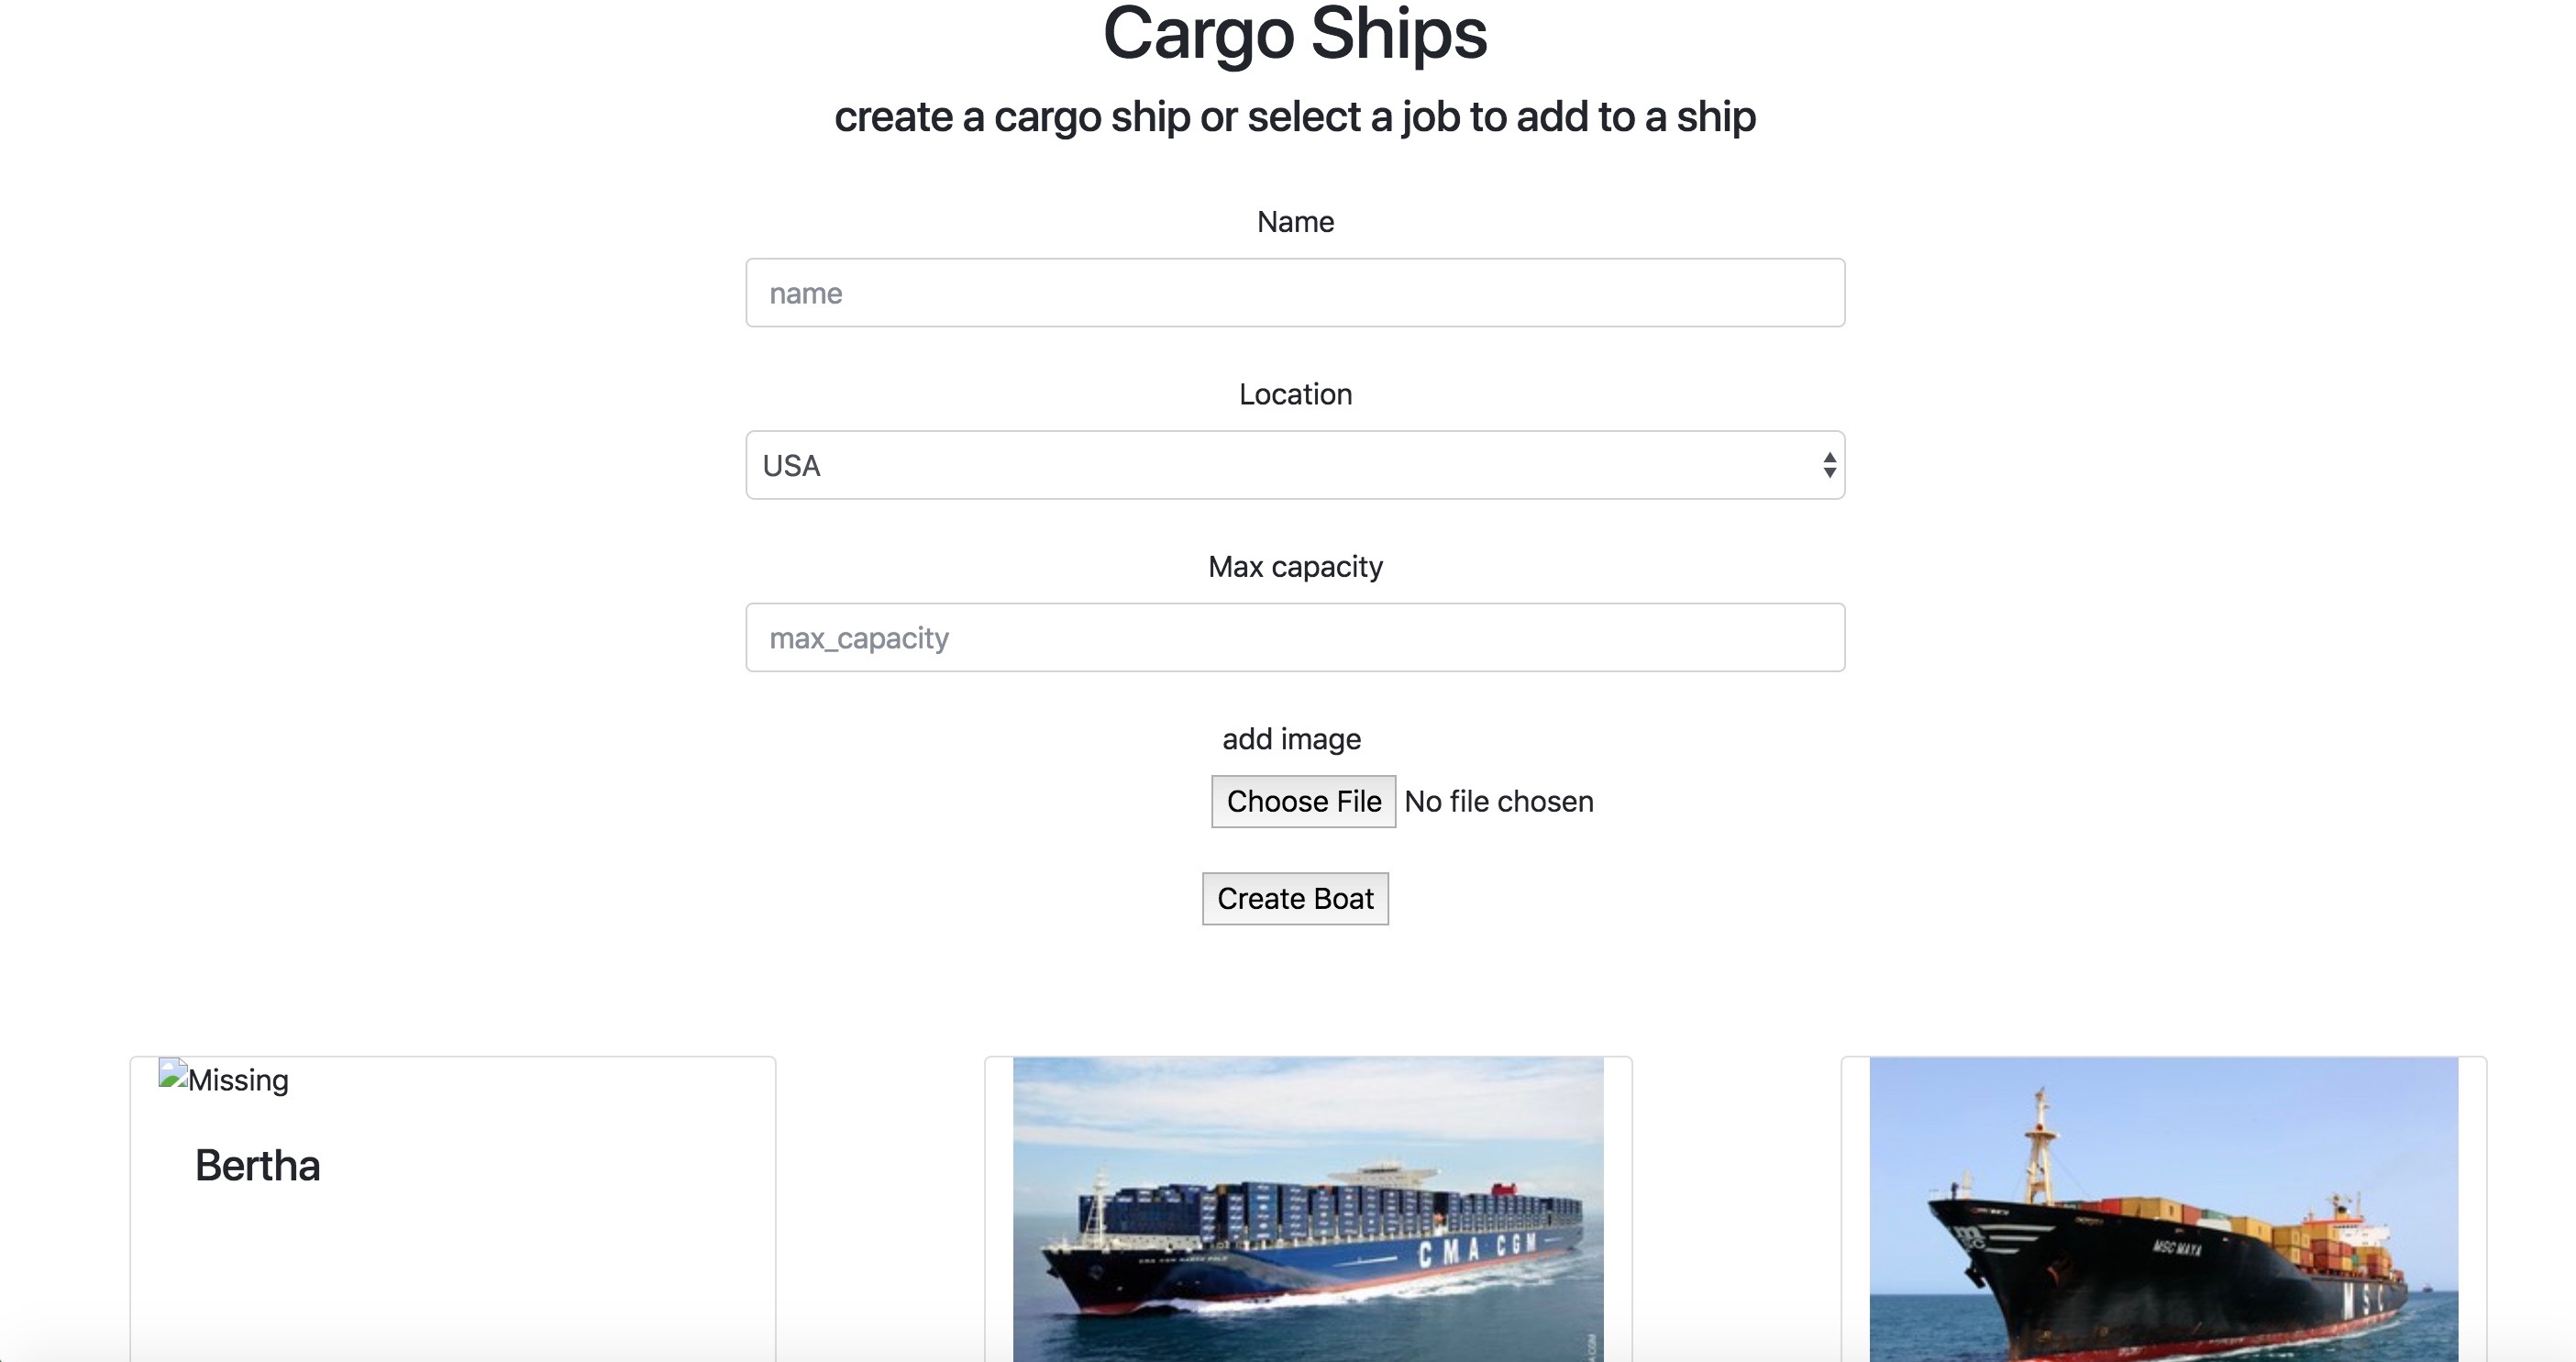 Cargo Ships
create a cargo ship or select a job to add to a ship
Name
name
Location
USA
Max capacity
max_capacity
add image
Choose File No file chosen
Create Boat
Missing
Bertha
CMA CGM
MSC MAYA
MSC